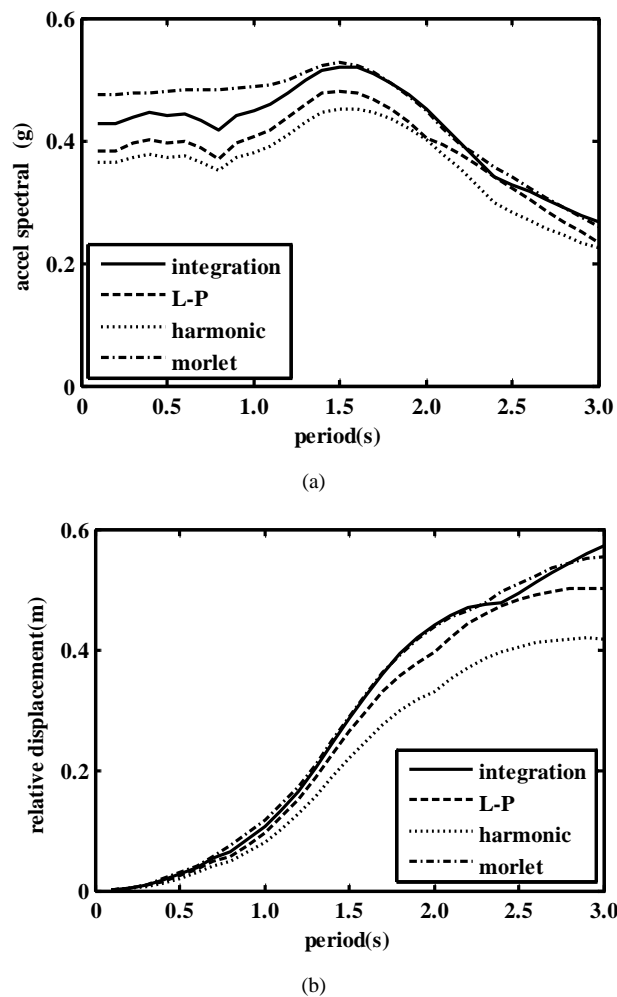 0.6
0.4
0.2
0
accel spectral (g)
integration
L-P
harmonic
morlet
0 0.5 1.0 1.5 2.0 2.5 3.0
period(s)
(a)
0.6
0.4
0.2
0
relative displacement(m)
integration
L-P
harmonic
morlet
0 0.5 1.0 1.5 2.0 2.5 3.0
period(s)
(b)